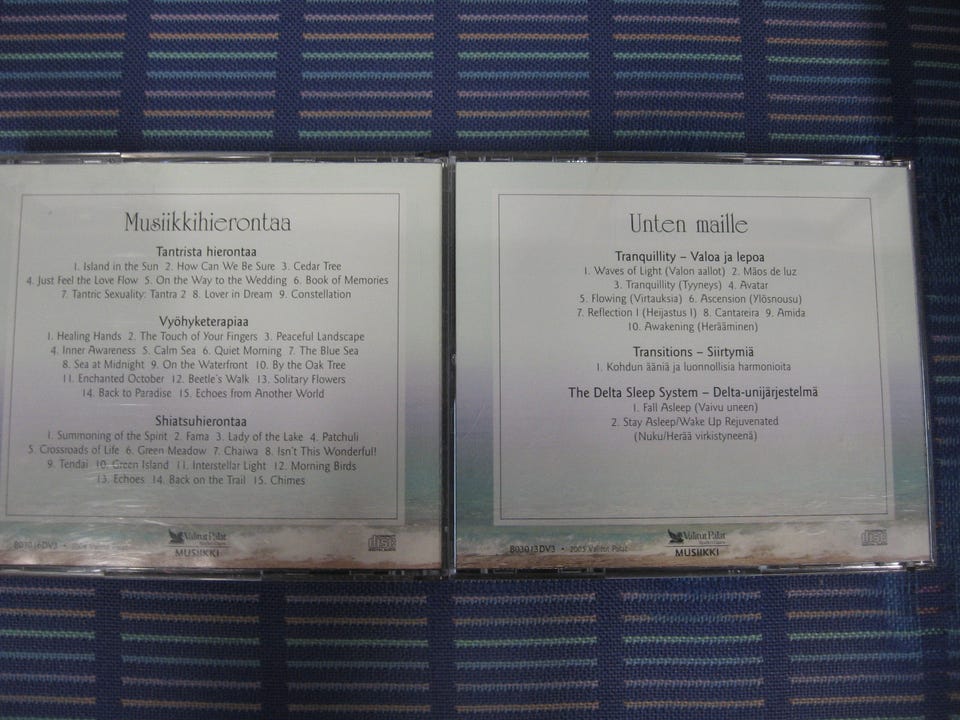 Musiikkihierontaa
Tantrista hierontaa
1. Island in the Sun 2. How Can We Be Sure 3. Cedar Tree
4. Just Feel the Love Flow 5. On the Way to the Wedding 6. Book of Memories
7. Tantric Sexuality: Tantra 2 8. Lover in Dream 9. Constellation
Vyöhyketerapiaa
1. Healing Hands 2. The Touch of Your Fingers 3. Peaceful Landscape
4. Inner Awareness 5. Calm Sea 6. Quiet Morning 7. The Blue Sea
8. Sea at Midnight 9. On the Waterfront 10. By the Oak Tree
11. Enchanted October 12. Beetle's Walk 13. Solitary Flowers
14. Back to Paradise 15. Echoes from Another World
Shiatsuhierontaa
1. Summoning of the Spirit 2. Fama 3. Lady of the Lake 4. Patchuli
5. Crossroads of Life 6. Green Meadow 7. Chaiwa 8. Isn't This Wonderful!
9. Tendai 10. Green Island 11. Interstellar Light 12. Morning Birds
13. Echoes 14. Back on the Trail 15. Chimes
Valitut Palat
MUSIIKKI
Unten maille
Tranquillity – Valoa ja lepoa
1. Waves of Light (Valon aallot) 2. Mãos de luz
3. Tranquillity (Tyyneys) 4. Avatar
5. Flowing (Virtauksia) 6. Ascension (Ylösnousu)
7. Reflection I (Heijastus I) 8. Cantareira 9. Amida
10. Awakening (Herääminen)
Transitions – Siirtymiä
1. Kohdun ääniä ja luonnollisia harmonioita
The Delta Sleep System – Delta-unijärjestelmä
1. Fall Asleep (Vaivu uneen)
2. Stay Asleep/Wake Up Rejuvenated
(Nuku/Herää virkistyneenä)
B03013DV3 • 2005 Valitut Palat
Valitut Palat
MUSIIKKI